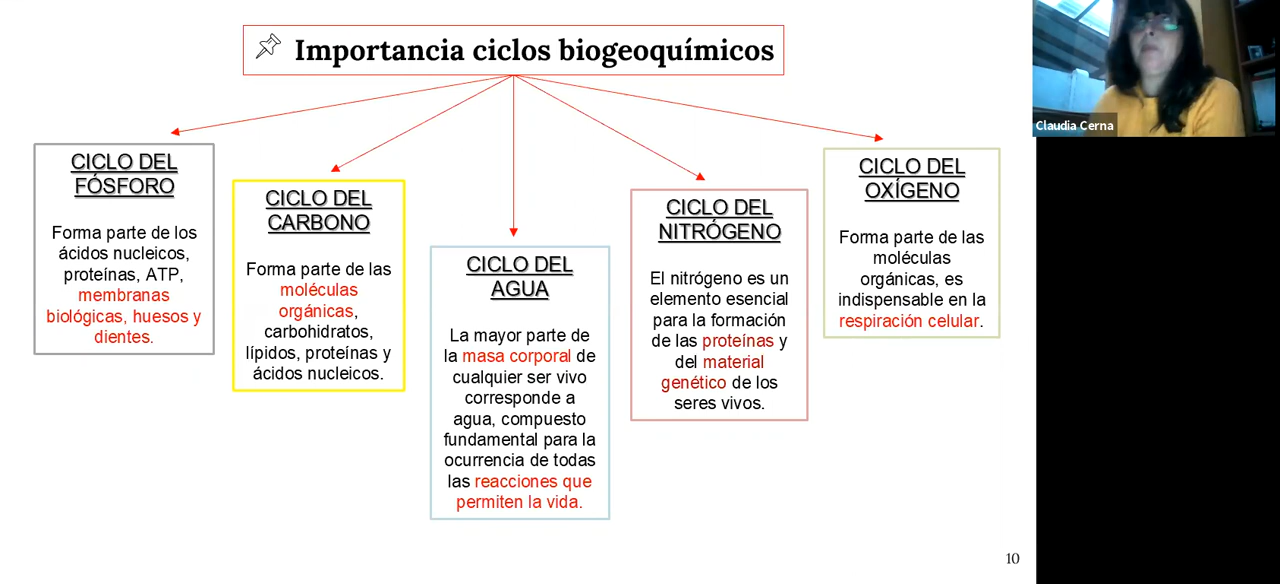 Importancia ciclos biogeoquímicos
CICLO DEL
FÓSFORO
Forma parte de los
ácidos nucleicos,
proteínas, ATP,
membranas
biológicas, huesos y
dientes.
CICLO DEL
CARBONO
Forma parte de las
moléculas
orgánicas,
carbohidratos,
lípidos, proteínas y
ácidos nucleicos.
CICLO DEL
AGUA
La mayor parte de
la masa corporal de
cualquier ser vivo
corresponde a
agua, compuesto
fundamental para la
ocurrencia de todas
las reacciones que
permiten la vida.
CICLO DEL
NITRÓGENO
El nitrógeno es un
elemento esencial
para la formación
de las proteínas y
del material
genético de los
seres vivos.
CICLO DEL
OXÍGENO
Forma parte de las
moléculas
orgánicas, es
indispensable en la
respiración celular.
Claudia Cerna
10